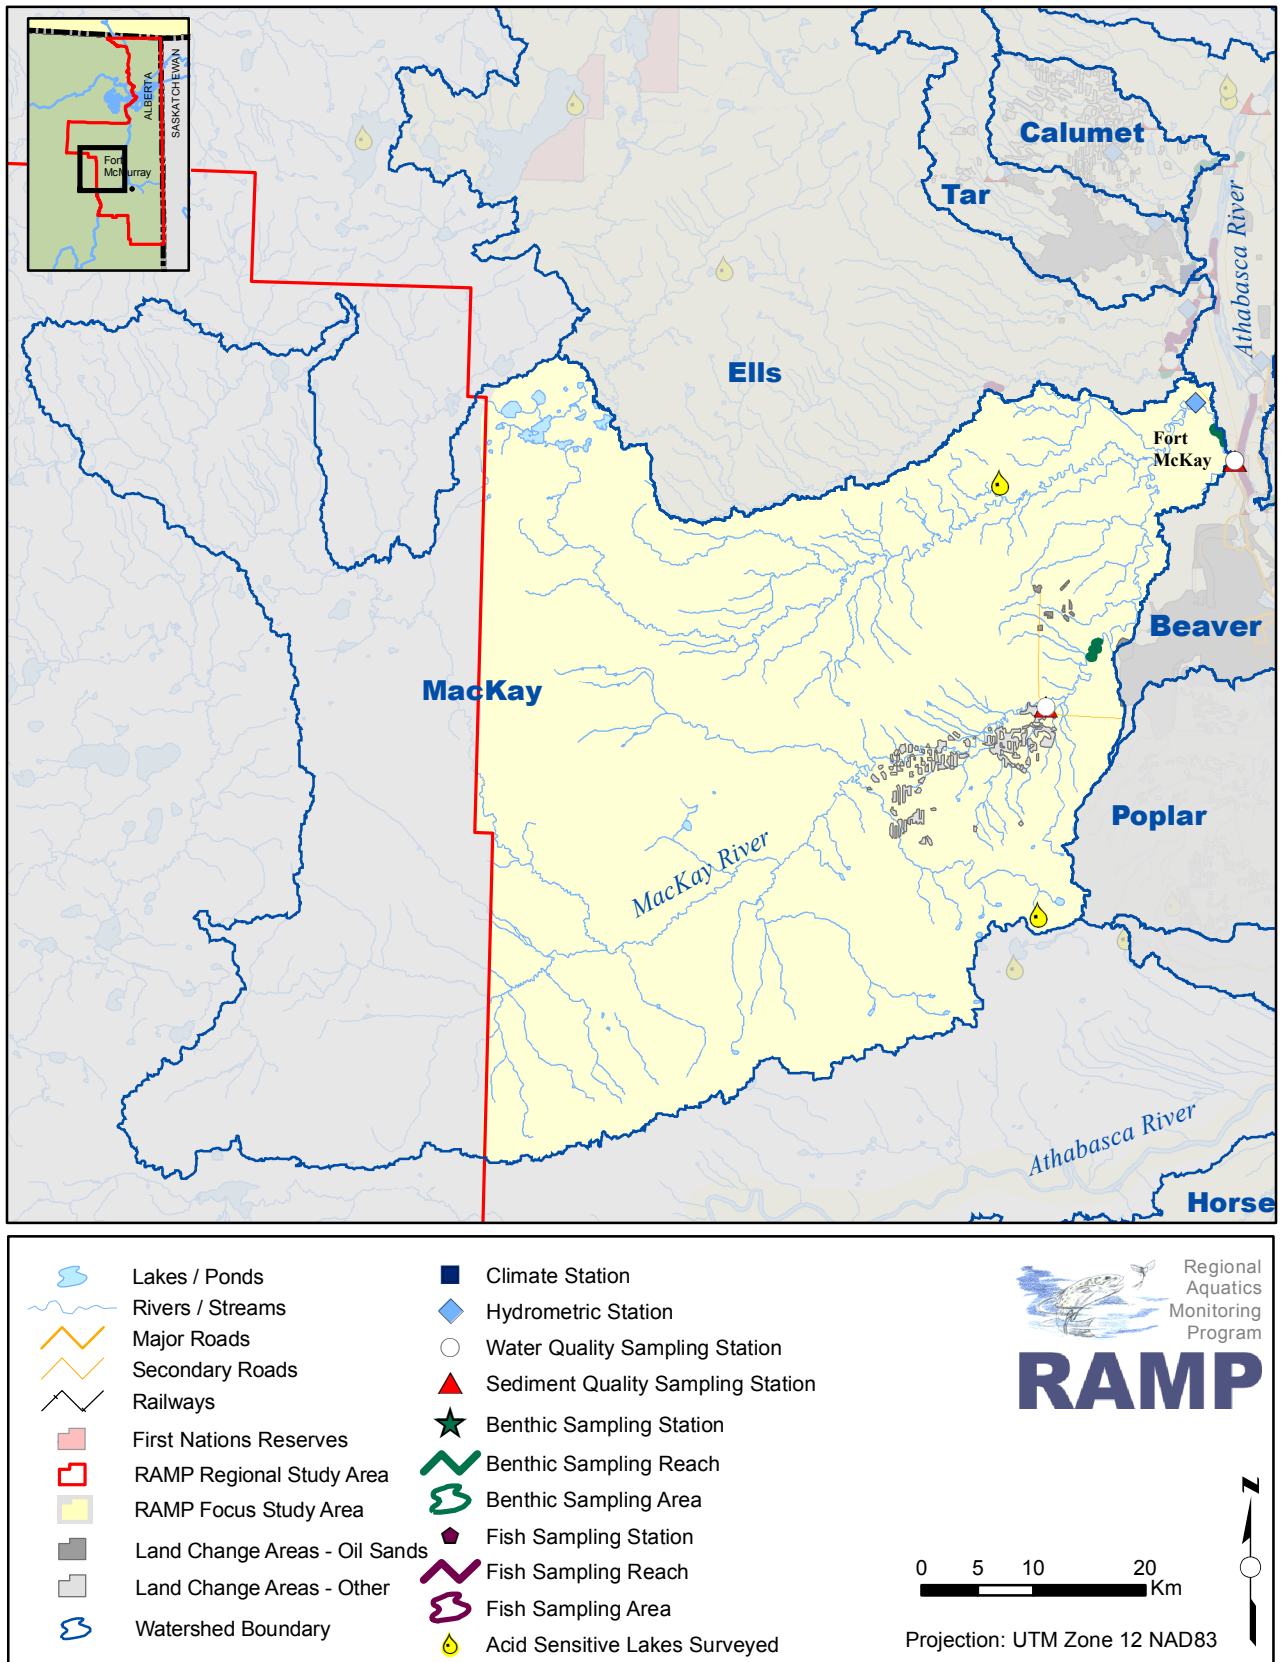 ALBERTA
SASKATCHEWAN
Fort
McMurray
Calumet
Tar
Athabasca River
Ells
Fort
McKay
Beaver
MacKay
Poplar
MacKay River
Athabasca River
Horse
Lakes / Ponds
Rivers / Streams
Major Roads
Secondary Roads
Railways
First Nations Reserves
RAMP Regional Study Area
RAMP Focus Study Area
Land Change Areas - Oil Sands
Land Change Areas - Other
Watershed Boundary
Climate Station
Hydrometric Station
Water Quality Sampling Station
Sediment Quality Sampling Station
Benthic Sampling Station
Benthic Sampling Reach
Benthic Sampling Area
Fish Sampling Station
Fish Sampling Reach
Fish Sampling Area
Acid Sensitive Lakes Surveyed
Regional
Aquatics
Monitoring
Program
RAMP
N
0 5 10 20
Km
Projection: UTM Zone 12 NAD83